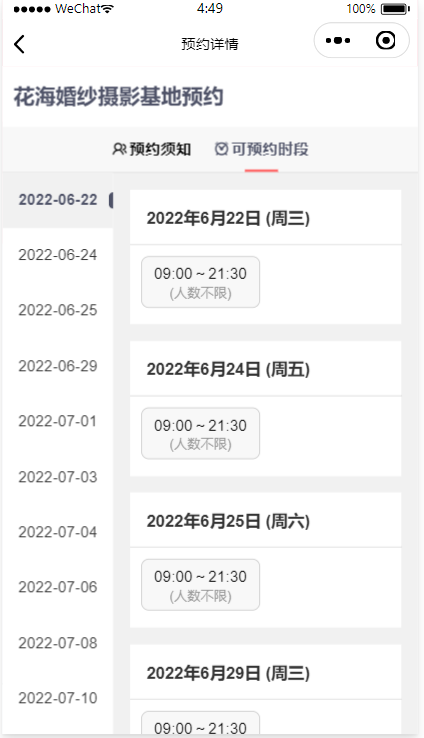 WeChat 4:49 100%
预约详情
花海婚纱摄影基地预约
预约须知 可预约时段
2022-06-22
2022-06-24
2022-06-25
2022-06-29
2022-07-01
2022-07-03
2022-07-04
2022-07-06
2022-07-08
2022-07-10
2022年6月22日 (周三)
09:00 ~ 21:30
(人数不限)
2022年6月24日 (周五)
09:00 ~ 21:30
(人数不限)
2022年6月25日 (周六)
09:00 ~ 21:30
(人数不限)
2022年6月29日 (周三)
09:00 ~ 21:30